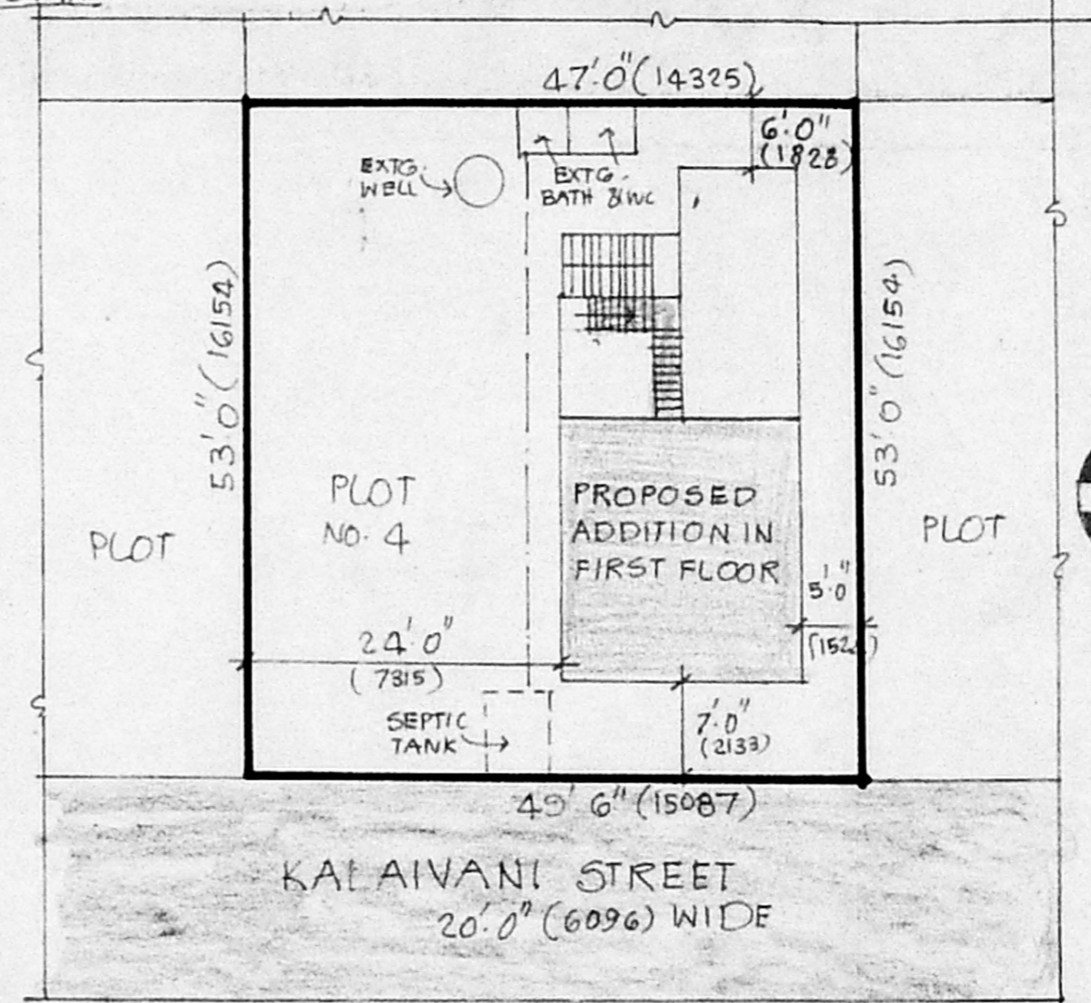 47'0" (14325)
6'0"
(1828)
EXTG.
WELL
EXTG.
BATH & WC
53'0" (16154)
53'0" (16154)
PLOT
NO. 4
PROPOSED
ADDITION IN
FIRST FLOOR
PLOT
PLOT
5'0"
24'0"
(7315)
SEPTIC
TANK
7'0"
(2133)
49'6" (15087)
KALAIVANI STREET
20'0" (6096) WIDE